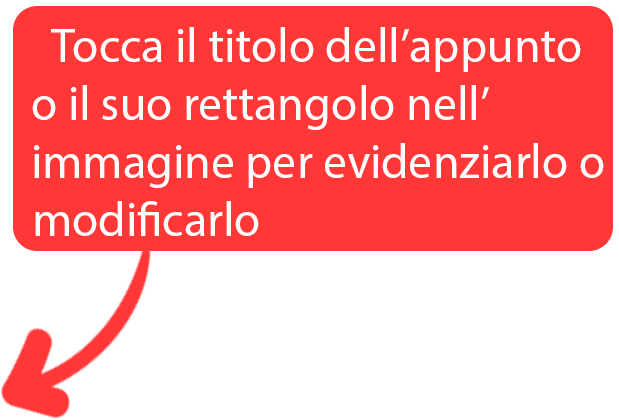 Tocca il titolo dell’appunto
o il suo rettangolo nell’
immagine per evidenziarlo o
modificarlo